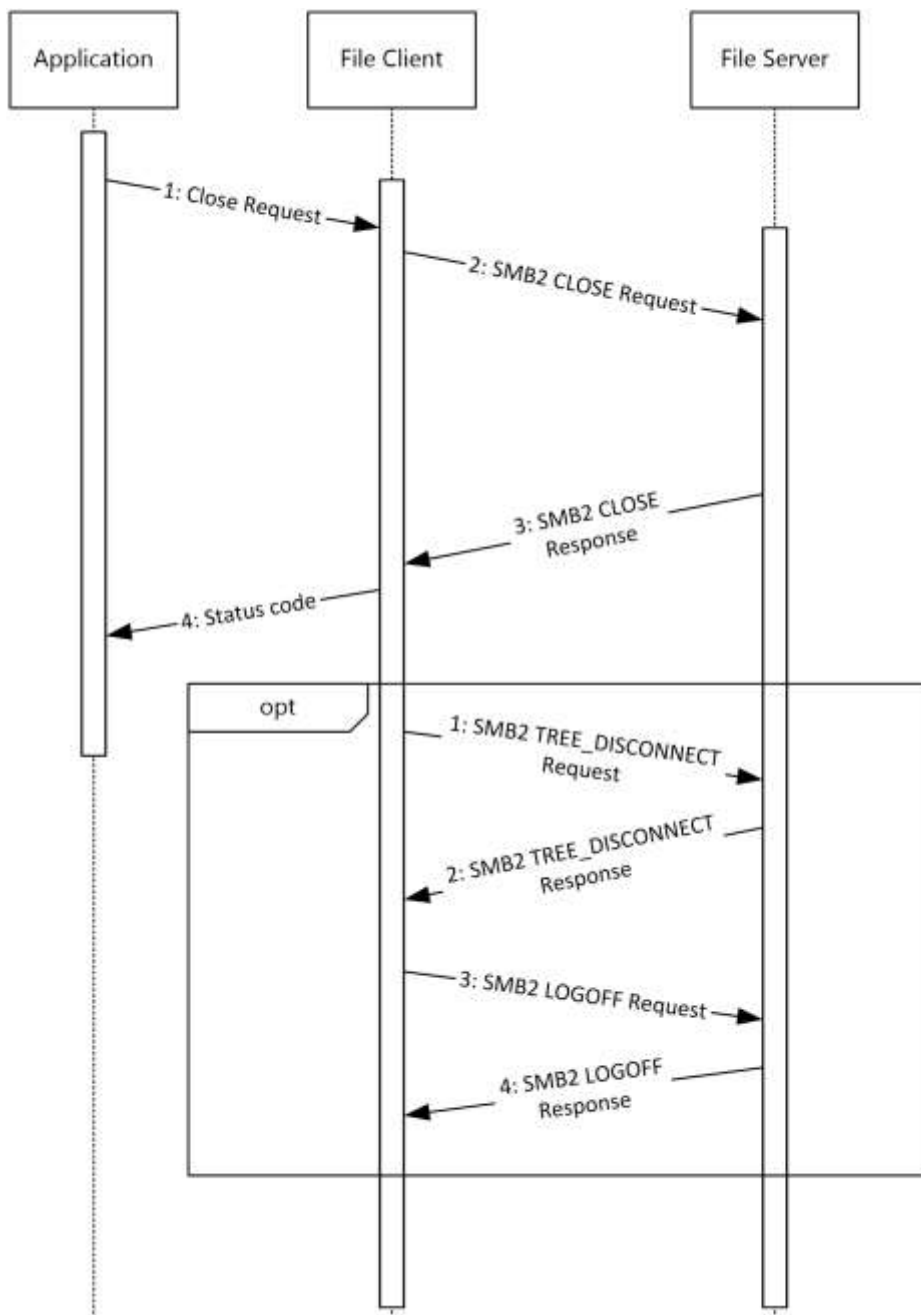 Application
File Client
File Server
1: Close Request
2: SMB2 CLOSE Request
3: SMB2 CLOSE
Response
4: Status code
opt
1: SMB2 TREE_DISCONNECT
Request
2: SMB2 TREE_DISCONNECT
Response
3: SMB2 LOGOFF Request
4: SMB2 LOGOFF
Response